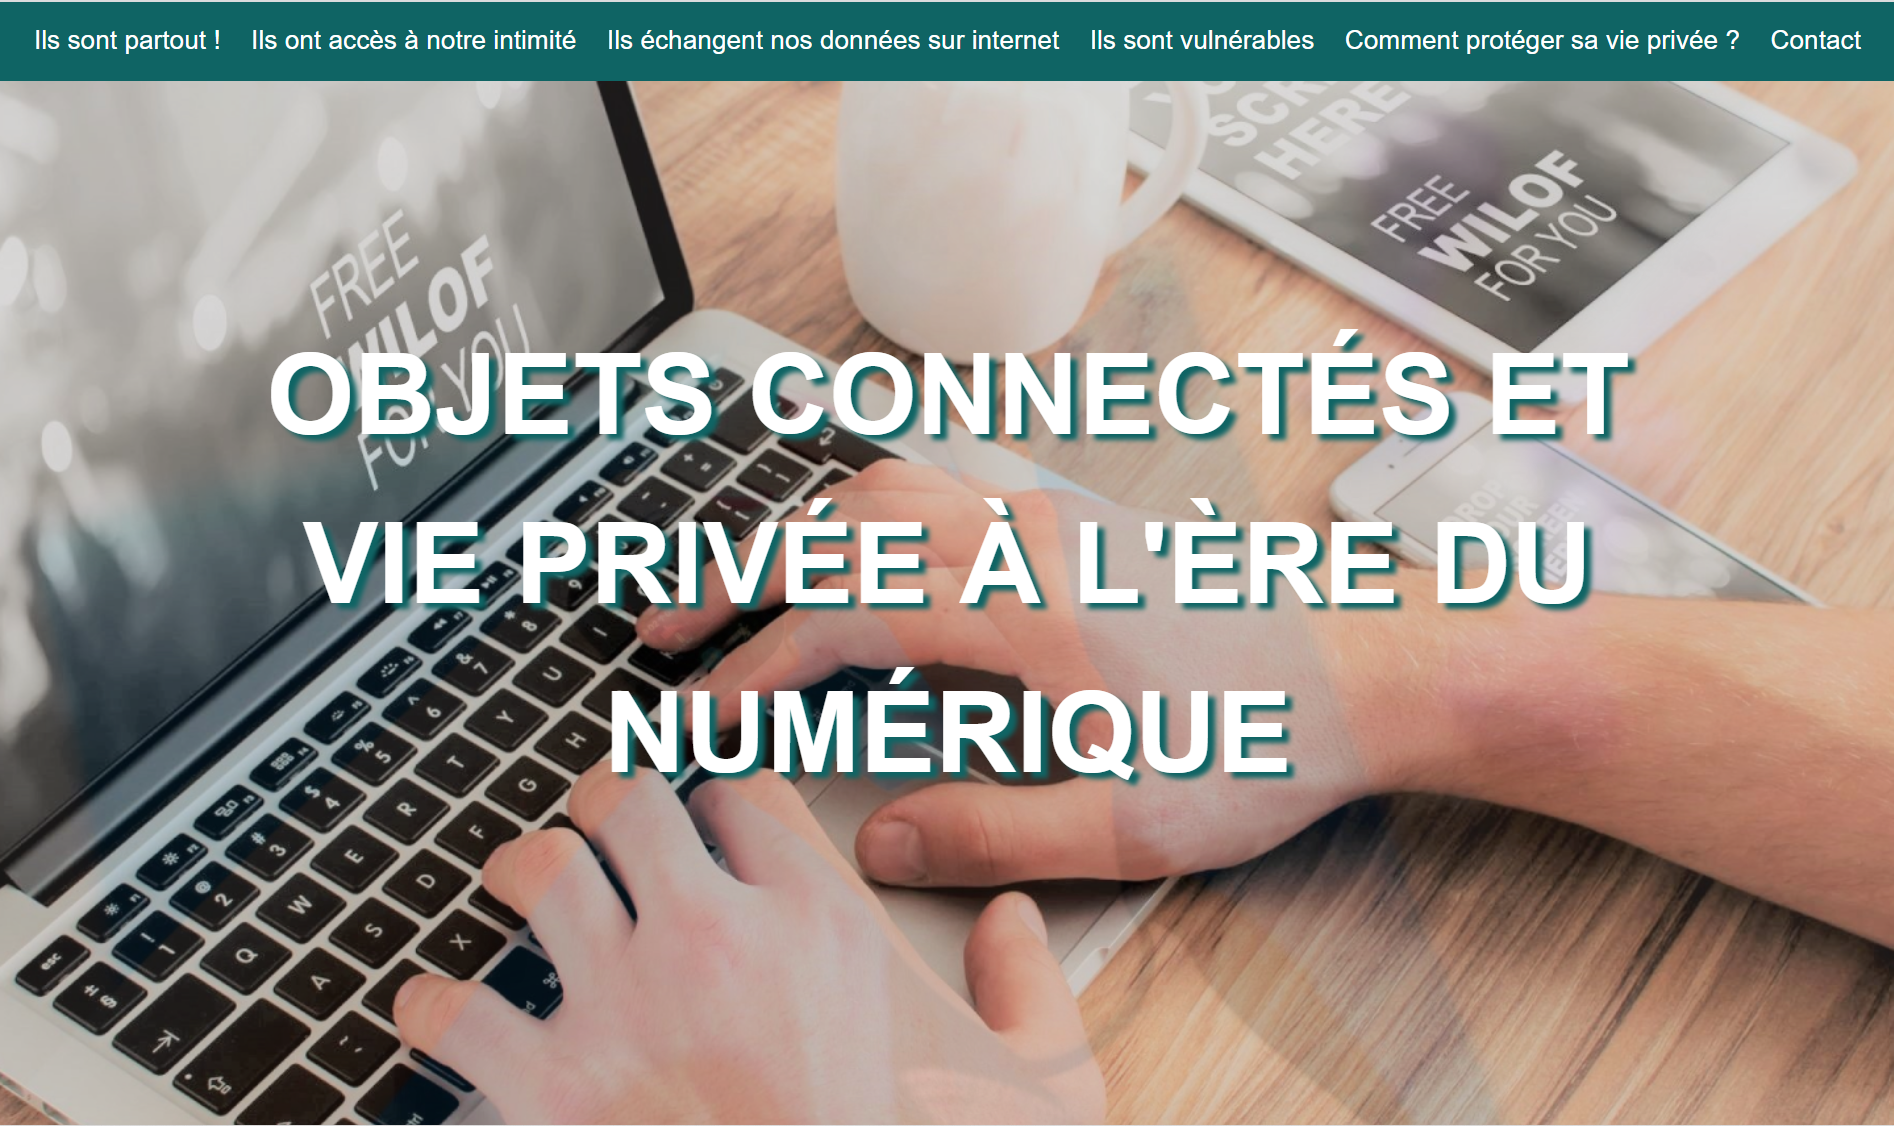 Ils sont partout ! Ils ont accès à notre intimité Ils échangent nos données sur internet Ils sont vulnérables Comment protéger sa vie privée ? Contact
SCR
HERE
FREE
WILOF
FOR YOU
FREE
WILOF
FOR YOU
OBJETS CONNECTÉS ET
VIE PRIVÉE À L'ÈRE DU
NUMÉRIQUE
esc